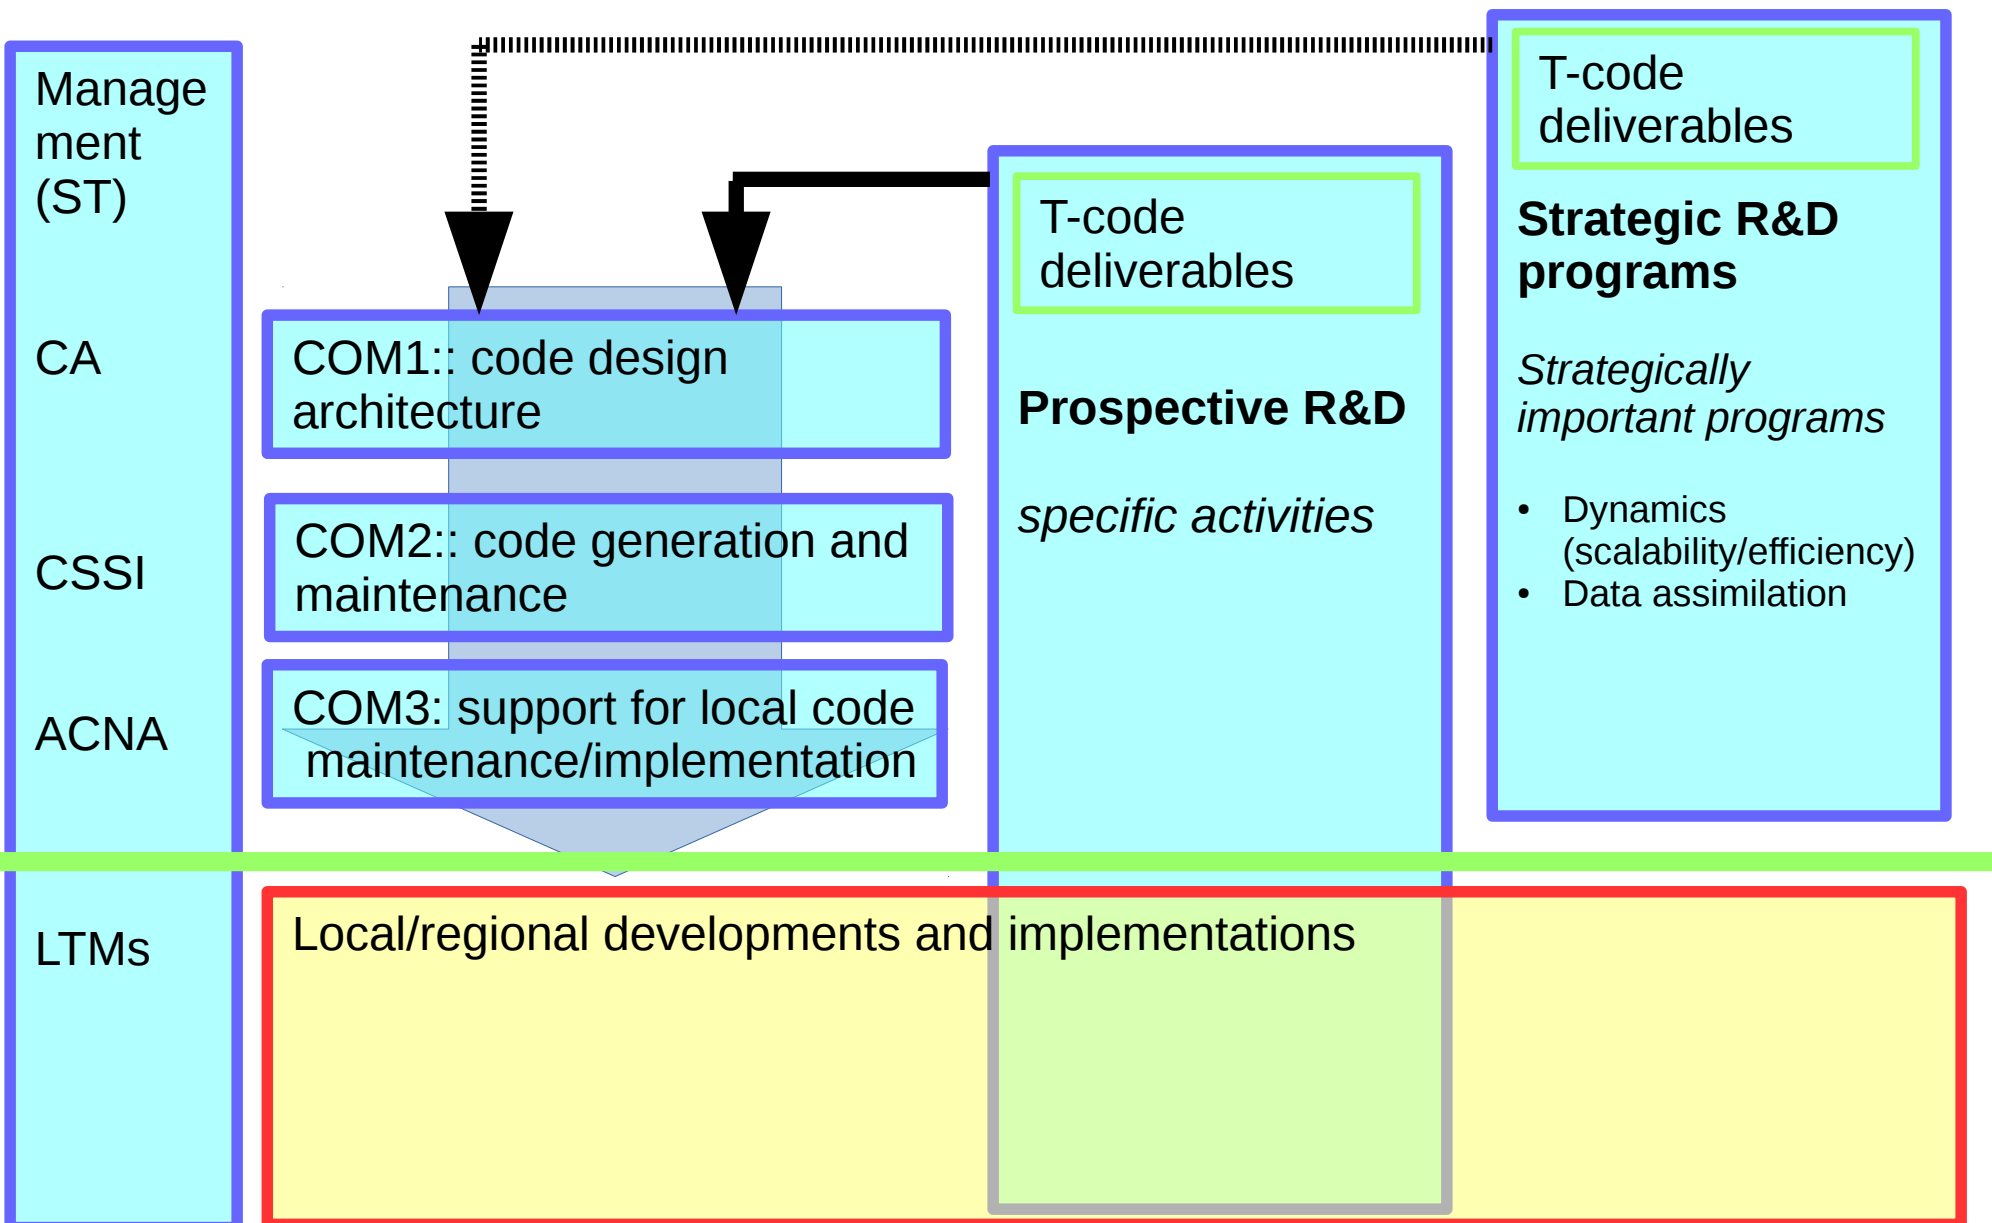 Manage
ment
(ST)
CA
CSSI
ACNA
LTMs
COM1:: code design
architecture
COM2:: code generation and
maintenance
COM3: support for local code
maintenance/implementation
T-code
deliverables
Prospective R&D
specific activities
T-code
deliverables
Strategic R&D
programs
Strategically
important programs
• Dynamics
(scalability/efficiency)
• Data assimilation
Local/regional developments and implementations